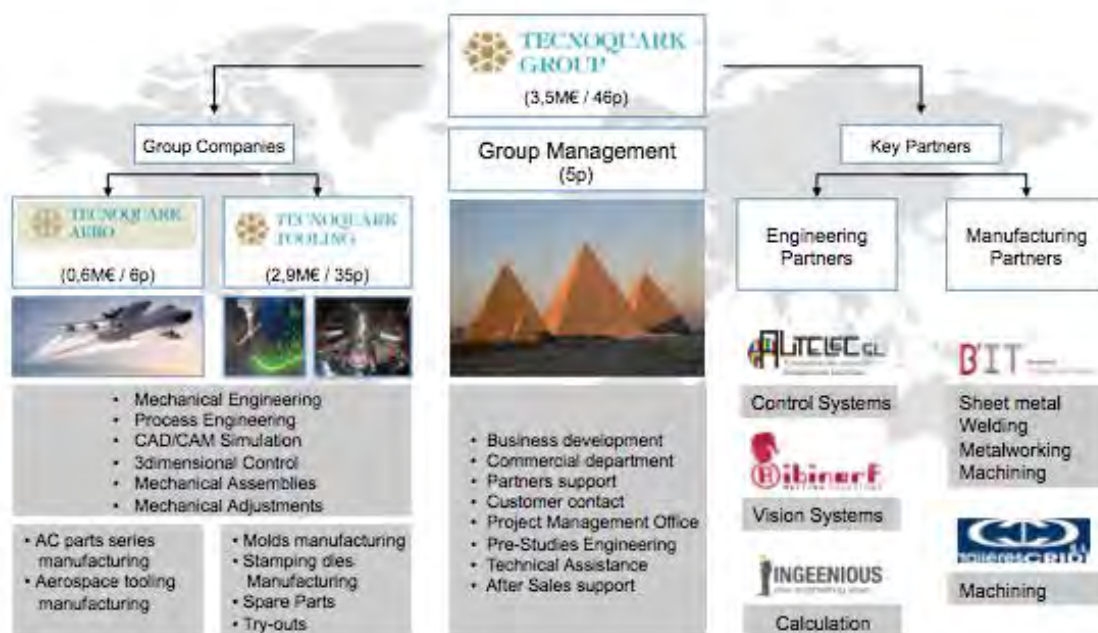 TECNOQUARK
GROUP
(3,5M€ / 46p)
Group Companies
Group Management
(5p)
Key Partners
TECNOQUARK
AERO
(0,6M€ / 6p)
TECNOQUARK
TOOLING
(2,9M€ / 35p)
Engineering
Partners
Manufacturing
Partners
• Mechanical Engineering
• Process Engineering
• CAD/CAM Simulation
• 3dimensional Control
• Mechanical Assemblies
• Mechanical Adjustments
• AC parts series
manufacturing
• Aerospace tooling
manufacturing
• Molds manufacturing
• Stamping dies
Manufacturing
• Spare Parts
• Try-outs
• Business development
• Commercial department
• Partners support
• Customer contact
• Project Management Office
• Pre-Studies Engineering
• Technical Assistance
• After Sales support
Control Systems
Vision Systems
INGEENIOUS
Calculation
B'IT
Sheet metal
Welding
Metalworking
Machining
Machining